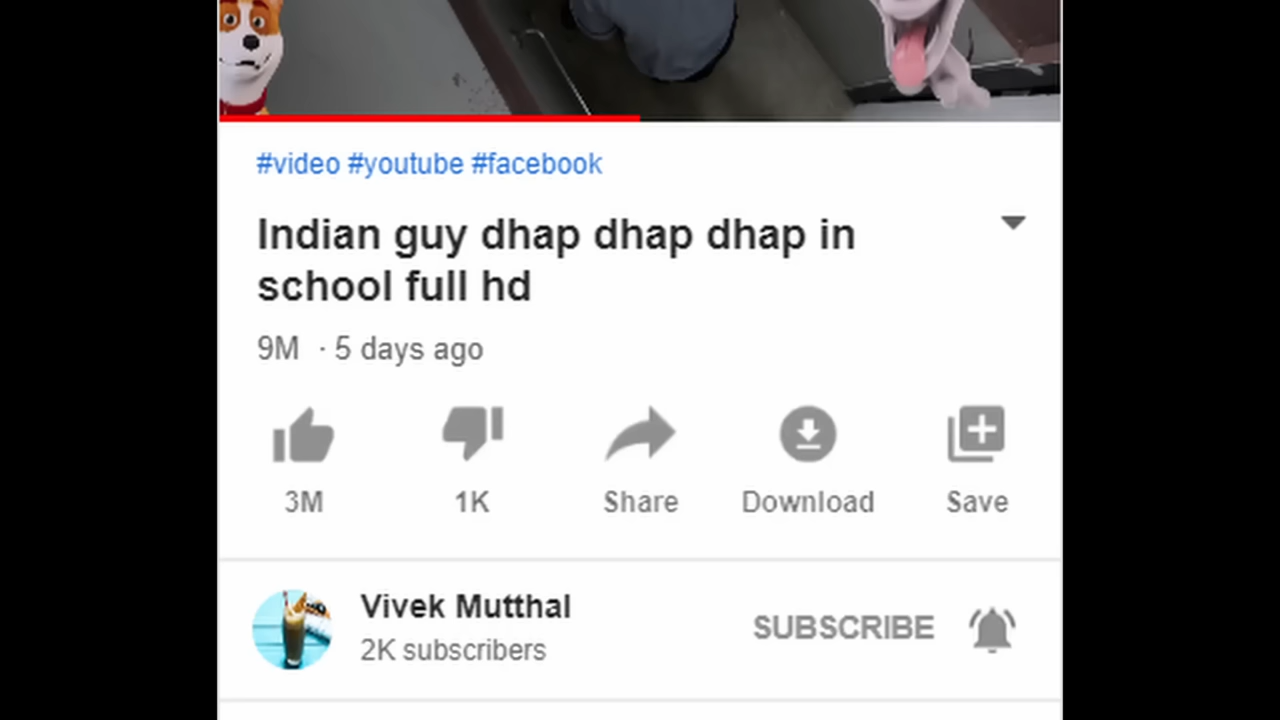 #video #youtube #facebook
Indian guy dhap dhap dhap in
school full hd
9M · 5 days ago
3M
1K
Share
Download
Save
Vivek Mutthal
SUBSCRIBE
2K subscribers